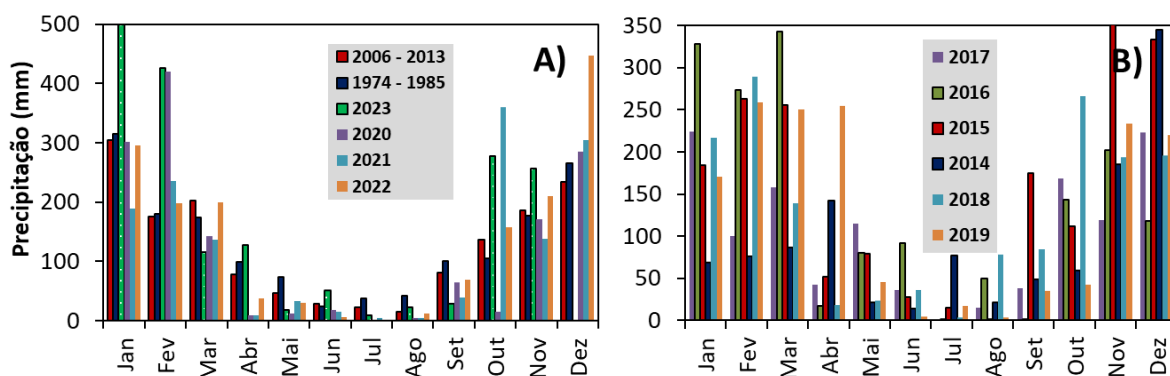 Precipitação (mm)
500
400
300
200
100
0
A)
2006 - 2013
1974 - 1985
2023
2020
2021
2022
Jan
Fev
Mar
Abr
Mai
Jun
Jul
Ago
Set
Out
Nov
Dez
350
300
250
200
150
100
50
0
B)
2017
2016
2015
2014
2018
2019
Jan
Fev
Mar
Abr
Mai
Jun
Jul
Ago
Set
Out
Nov
Dez